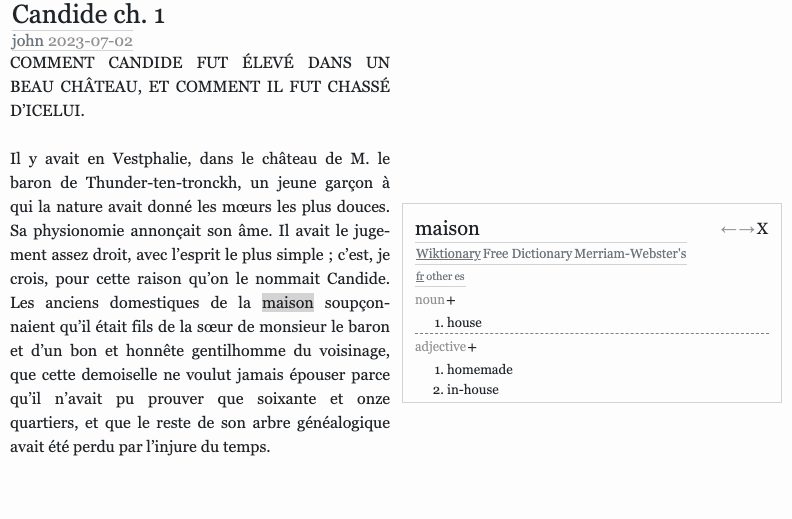 Candide ch. 1
john 2023-07-02
COMMENT CANDIDE FUT ÉLEVÉ DANS UN
BEAU CHÂTEAU, ET COMMENT IL FUT CHASSÉ
D’ICELUI.
Il y avait en Vestphalie, dans le château de M. le
baron de Thunder-ten-tronckh, un jeune garçon à
qui la nature avait donné les mœurs les plus douces.
Sa physionomie annonçait son âme. Il avait le juge-
ment assez droit, avec l’esprit le plus simple ; c’est, je
crois, pour cette raison qu’on le nommait Candide.
Les anciens domestiques de la maison soupçon-
naient qu’il était fils de la sœur de monsieur le baron
et d’un bon et honnête gentilhomme du voisinage,
que cette demoiselle ne voulut jamais épouser parce
qu’il n’avait pu prouver que soixante et onze
quartiers, et que le reste de son arbre généalogique
avait été perdu par l’injure du temps.
maison ←→X
Wiktionary Free Dictionary Merriam-Webster's
fr other es
noun+
1. house
adjective+
1. homemade
2. in-house